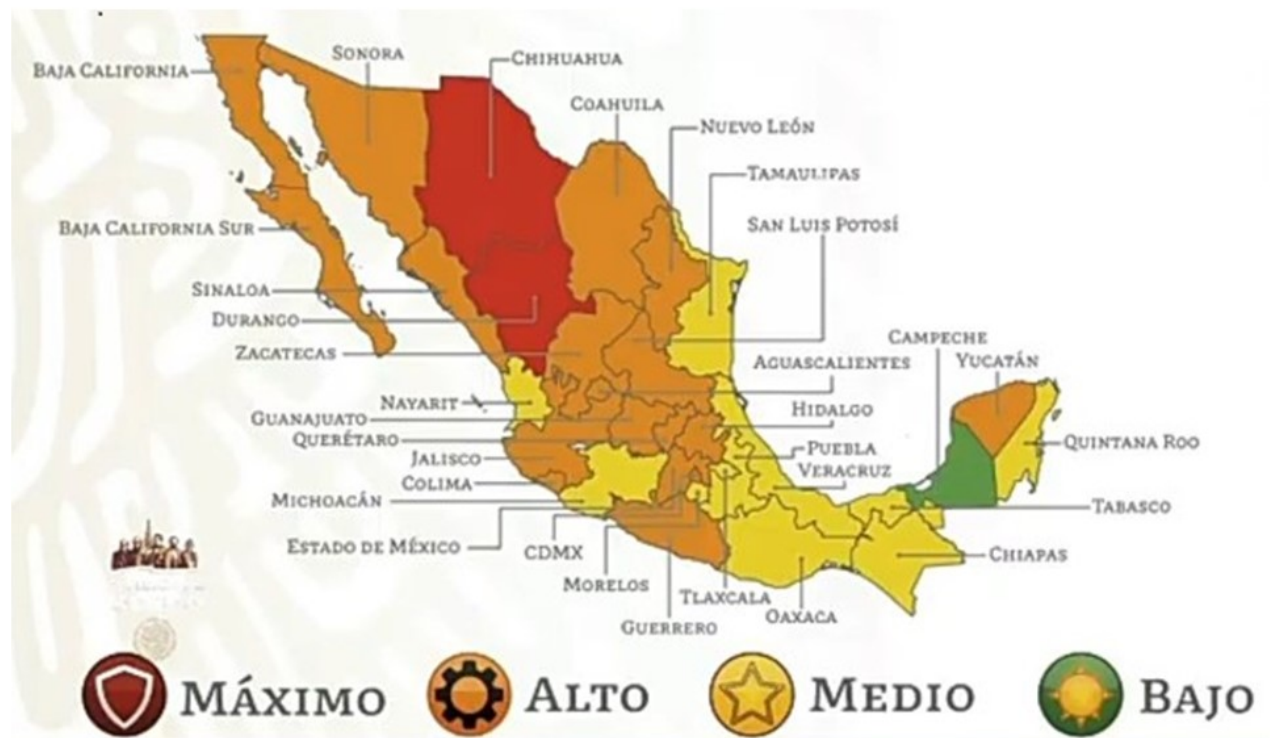 SONORA
CHIHUAHUA
BAJA CALIFORNIA
COAHUILA
NUEVO LEÓN
TAMAULIPAS
SAN LUIS POTOSÍ
BAJA CALIFORNIA SUR
SINALOA
DURANGO
CAMPECHE
ZACATECAS
YUCATÁN
AGUASCALIENTES
NAYARIT
HIDALGO
GUANAJUATO
QUERÉTARO
QUINTANA ROO
PUEBLA
JALISCO
VERACRUZ
COLIMA
MICHOACÁN
TABASCO
ESTADO DE MÉXICO
CDMX
CHIAPAS
MORELOS
TLAXCALA
OAXACA
GUERRERO
MÁXIMO ALTO MEDIO BAJO